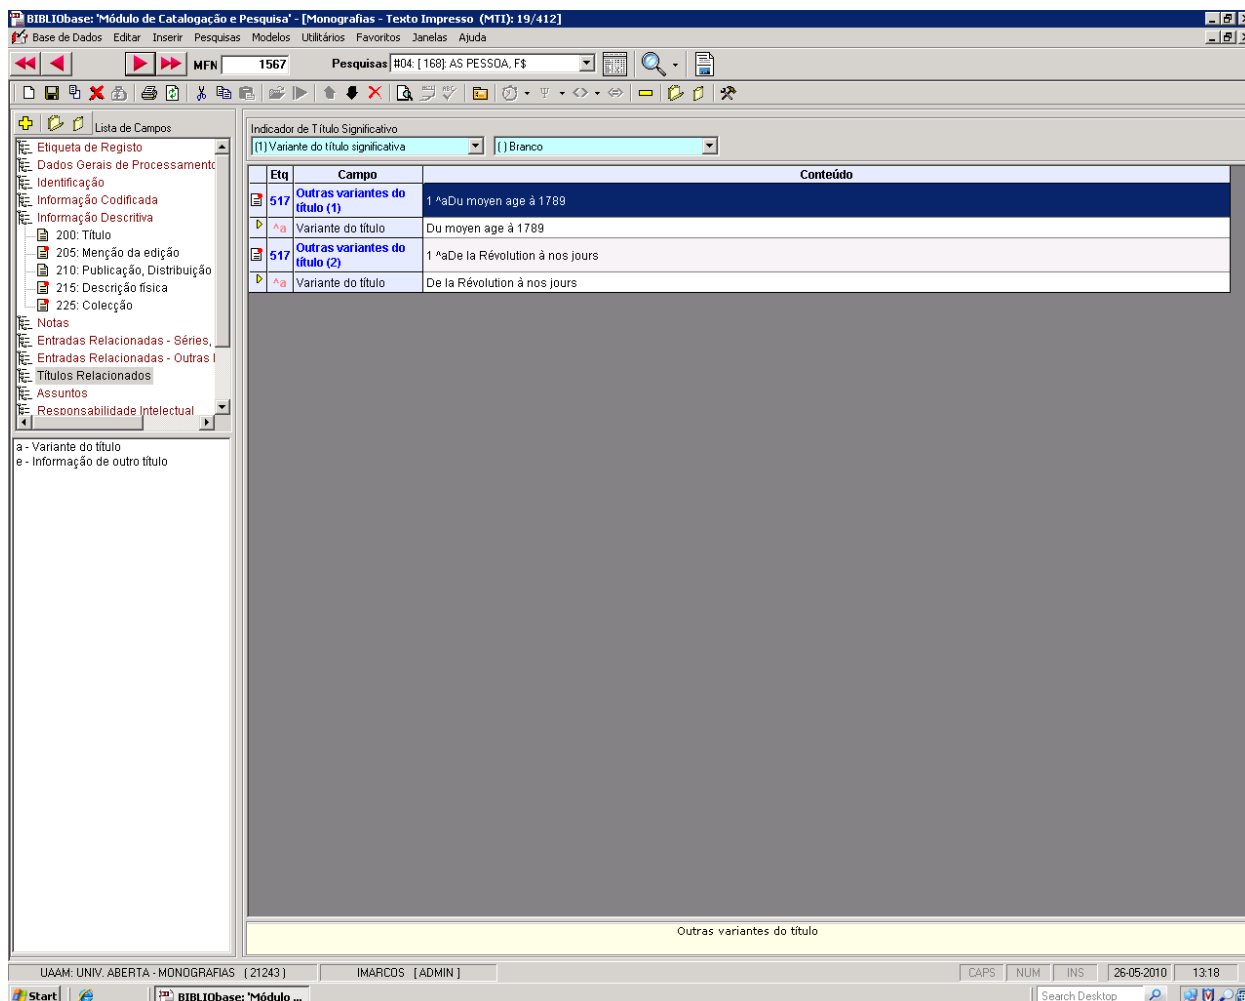 BIBLIObase: 'Módulo de Catalogação e Pesquisa' - [Monografias - Texto Impresso (MTI): 19/412]
Base de Dados Editar Inserir Pesquisas Modelos Utilitários Favoritos Janelas Ajuda
MFN 1567 Pesquisas #04: [ 168]: AS PESSOA, F$
Lista de Campos
Etiqueta de Registo
Dados Gerais de Processamento
Identificação
Informação Codificada
Informação Descritiva
200: Título
205: Menção da edição
210: Publicação, Distribuição
215: Descrição física
225: Colecção
Notas
Entradas Relacionadas - Séries,
Entradas Relacionadas - Outras
Títulos Relacionados
Assuntos
Responsabilidade Intelectual
a - Variante do título
e - Informação de outro título
Indicador de Título Significativo
(1) Variante do título significativa ( ) Branco
Etq Campo Conteúdo
517 Outras variantes do título (1) 1 ^aDu moyen age à 1789
^a Variante do título Du moyen age à 1789
517 Outras variantes do título (2) 1 ^aDe la Révolution à nos jours
^a Variante do título De la Révolution à nos jours
Outras variantes do título
UAAM: UNIV. ABERTA - MONOGRAFIAS ( 21243 ) IMARCOS [ ADMIN ] CAPS NUM INS 26-05-2010 13:18
Start BIBLIObase: 'Módulo ... Search Desktop